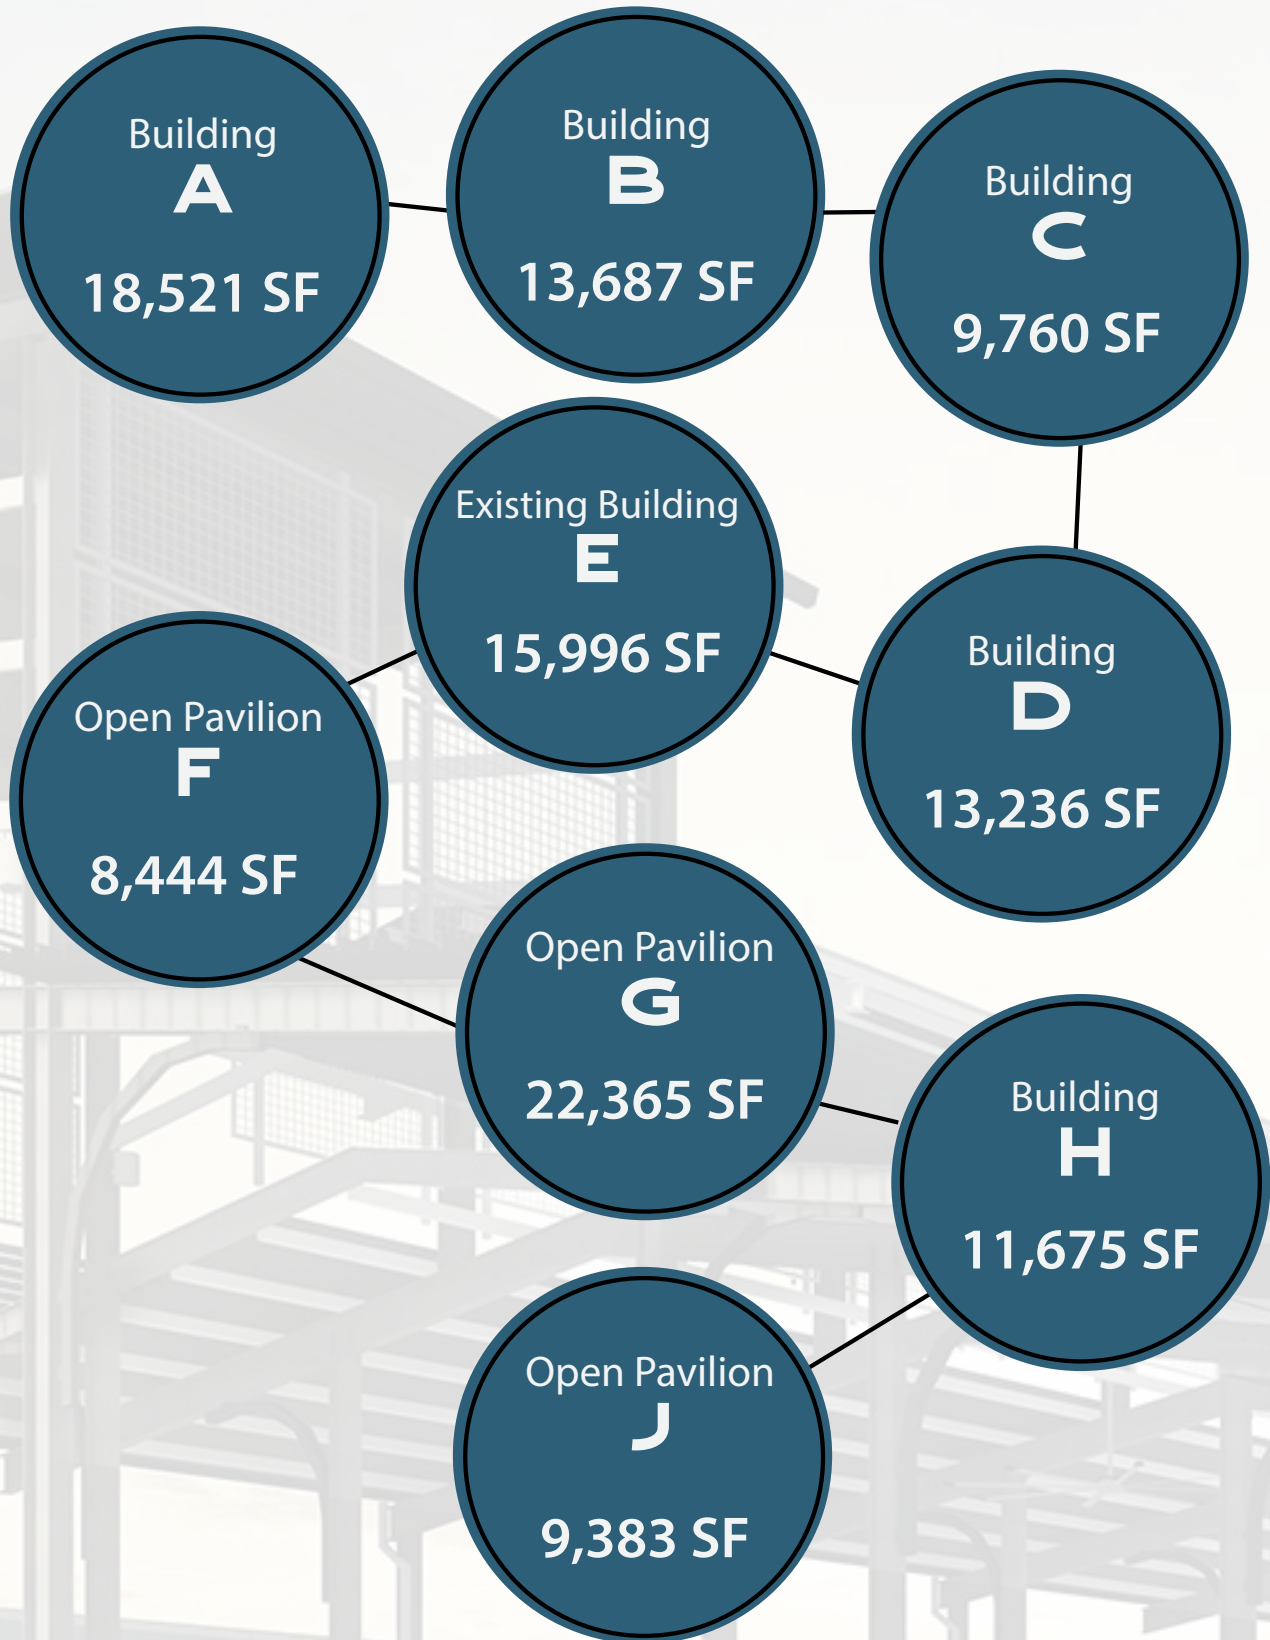 Building
A
18,521 SF
Building
B
13,687 SF
Building
C
9,760 SF
Building
D
13,236 SF
Existing Building
E
15,996 SF
Open Pavilion
F
8,444 SF
Open Pavilion
G
22,365 SF
Building
H
11,675 SF
Open Pavilion
J
9,383 SF